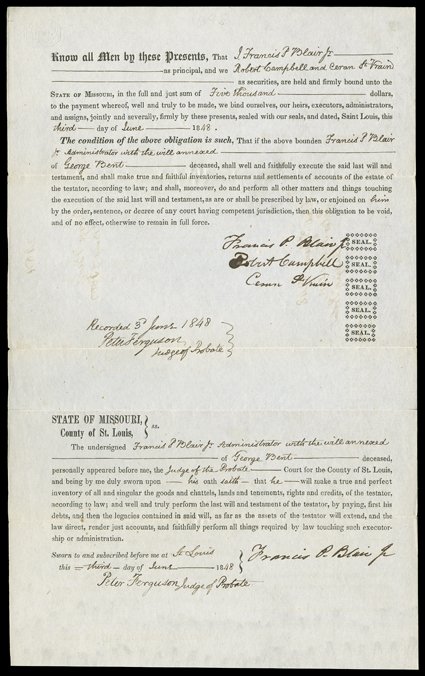 Know all Men by these Presents, That I Francis P Blair Jr
as principal, and we Robert Campbell and Ceran St Vrain
as securities, are held and firmly bound unto the
STATE OF MISSOURI, in the full and just sum of Five thousand dollars,
to the payment whereof, well and truly to be made, we bind ourselves, our heirs, executors, administrators
and assigns, jointly and severally, firmly by these presents, sealed with our seals, and dated, Saint Louis, this
third day of June 1848.
The condition of the above obligation is such, That if the above bounden Francis P Blair
Jr Administrator with the will annexed
of George Bent deceased, shall well and faithfully execute the said last will and
testament, and shall make true and faithful inventories, returns and settlements of accounts of the estate of
the testator, according to law; and shall, moreover, do and perform all other matters and things touching
the execution of the said last will and testament, as are or shall be prescribed by law, or enjoined on him
by the order, sentence, or decree of any court having competent jurisdiction, then this obligation to be void,
and of no effect, otherwise to remain in full force.
Francis P. Blair Jr SEAL.
Robert Campbell SEAL.
Ceran St Vrain SEAL.
SEAL.
SEAL.
Recorded 3d June 1848
Peter Ferguson
Judge of Probate
STATE OF MISSOURI,
County of St. Louis, ss.
The undersigned Francis P Blair Jr Administrator with the will annexed
of George Bent deceased,
personally appeared before me, the Judge of the Probate Court for the County of St. Louis,
and being by me duly sworn upon his oath saith that he will make a true and perfect
inventory of all and singular the goods and chattels, lands and tenements, rights and credits, of the testator,
according to law; and well and truly perform the last will and testament of the testator, by paying, first his
debts, and then the legacies contained in said will, as far as the assets of the testator will extend, and the
law direct, render just accounts, and faithfully perform all things required by law touching such executor-
ship or administration.
Sworn to and subscribed before me at St Louis
this third day of June 1848 Francis P. Blair Jr
Peter Ferguson Judge of Probate